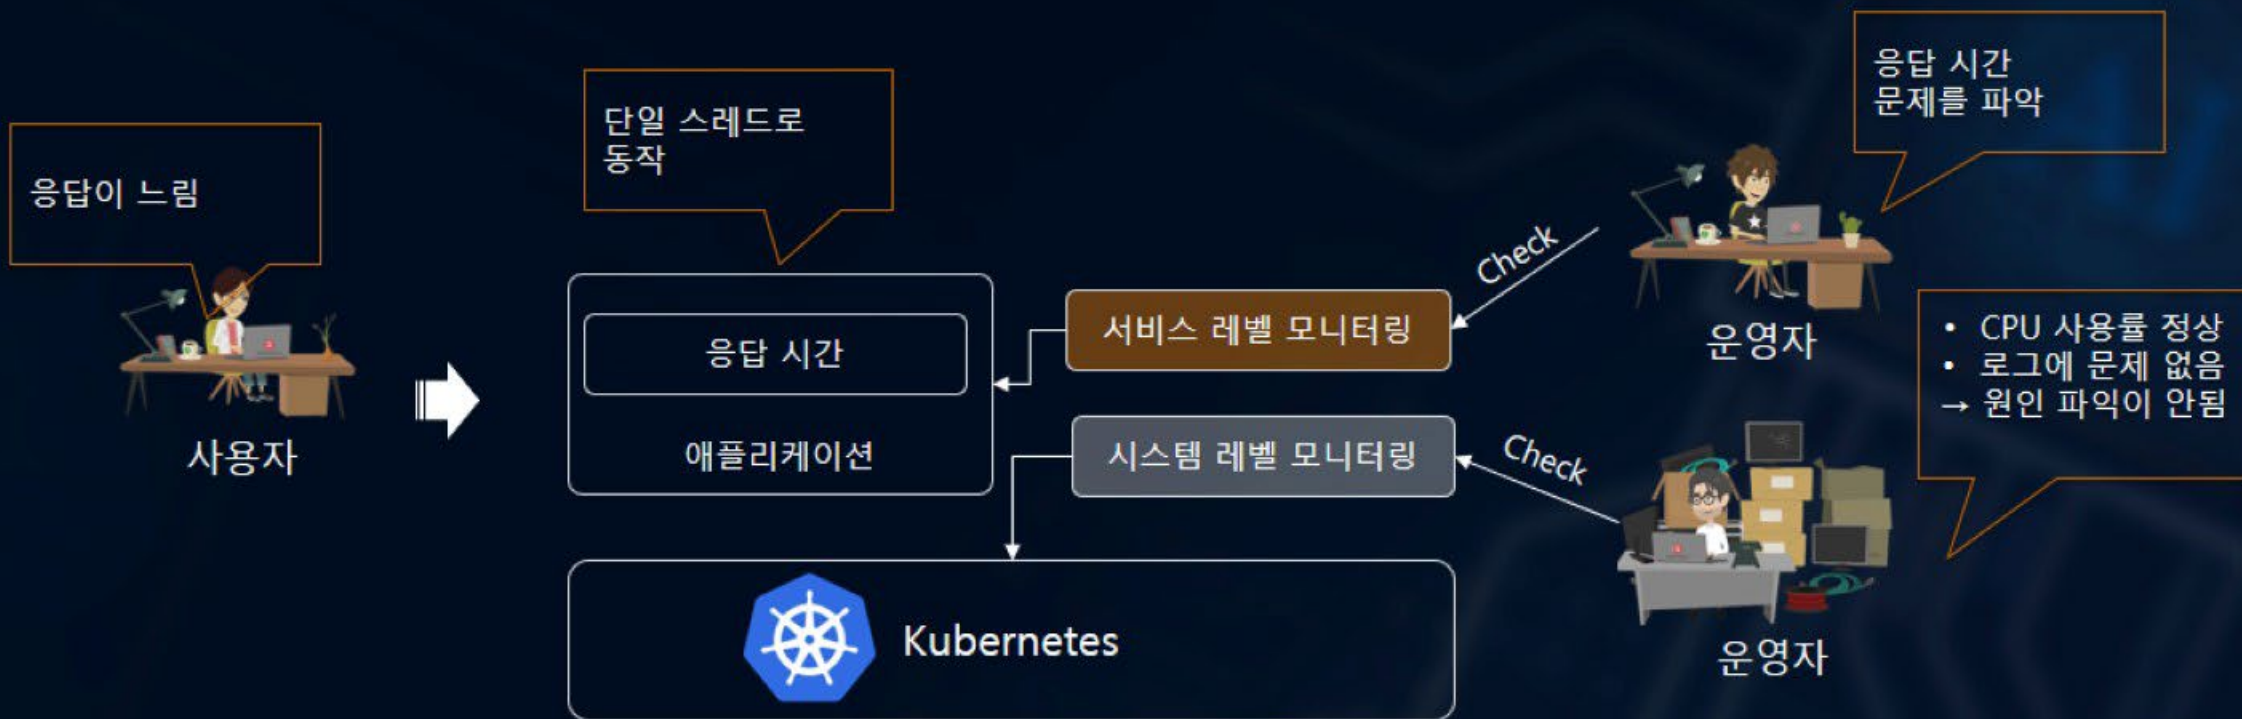 응답이 느림
사용자
단일 스레드로
동작
응답 시간
애플리케이션
서비스 레벨 모니터링
시스템 레벨 모니터링
Check
Check
Kubernetes
응답 시간
문제를 파악
운영자
• CPU 사용률 정상
• 로그에 문제 없음
→ 원인 파익이 안됨
운영자